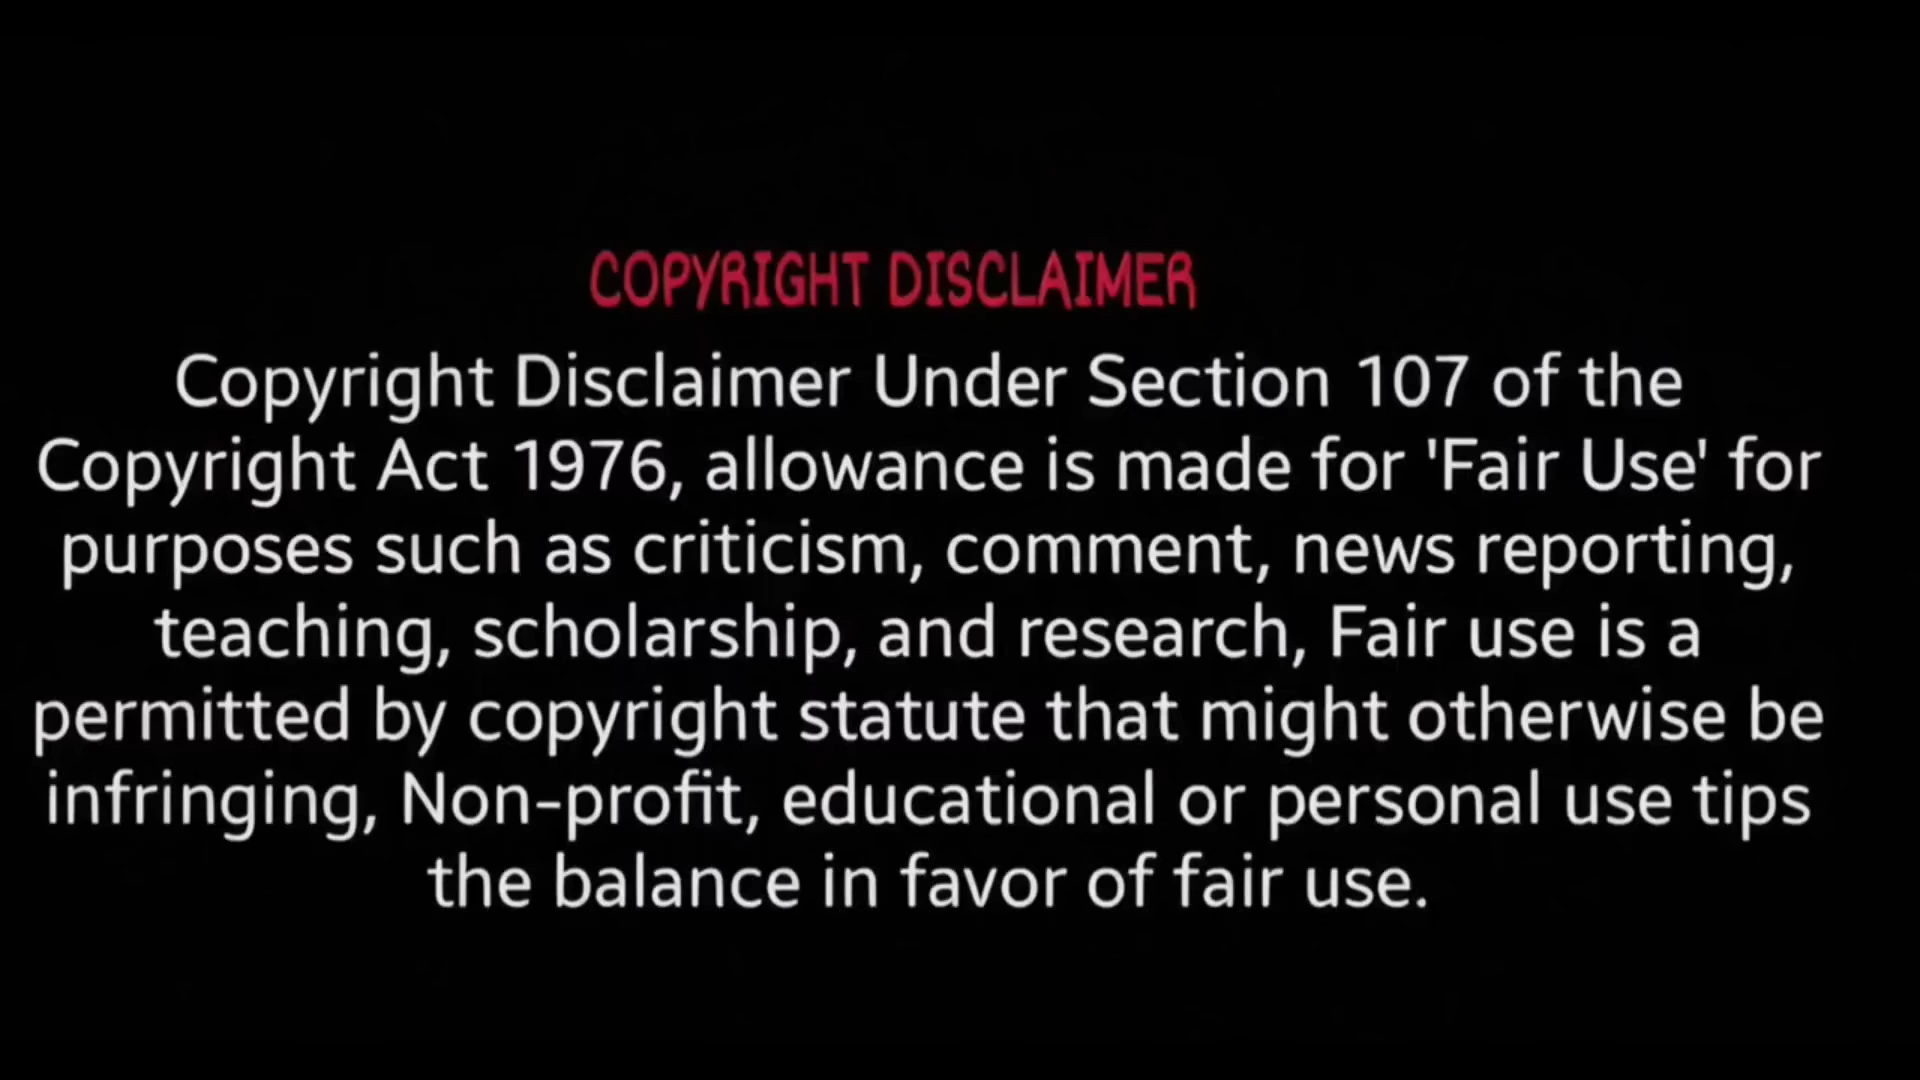 COPYRIGHT DISCLAIMER
Copyright Disclaimer Under Section 107 of the
Copyright Act 1976, allowance is made for 'Fair Use' for
purposes such as criticism, comment, news reporting,
teaching, scholarship, and research, Fair use is a
permitted by copyright statute that might otherwise be
infringing, Non-profit, educational or personal use tips
the balance in favor of fair use.